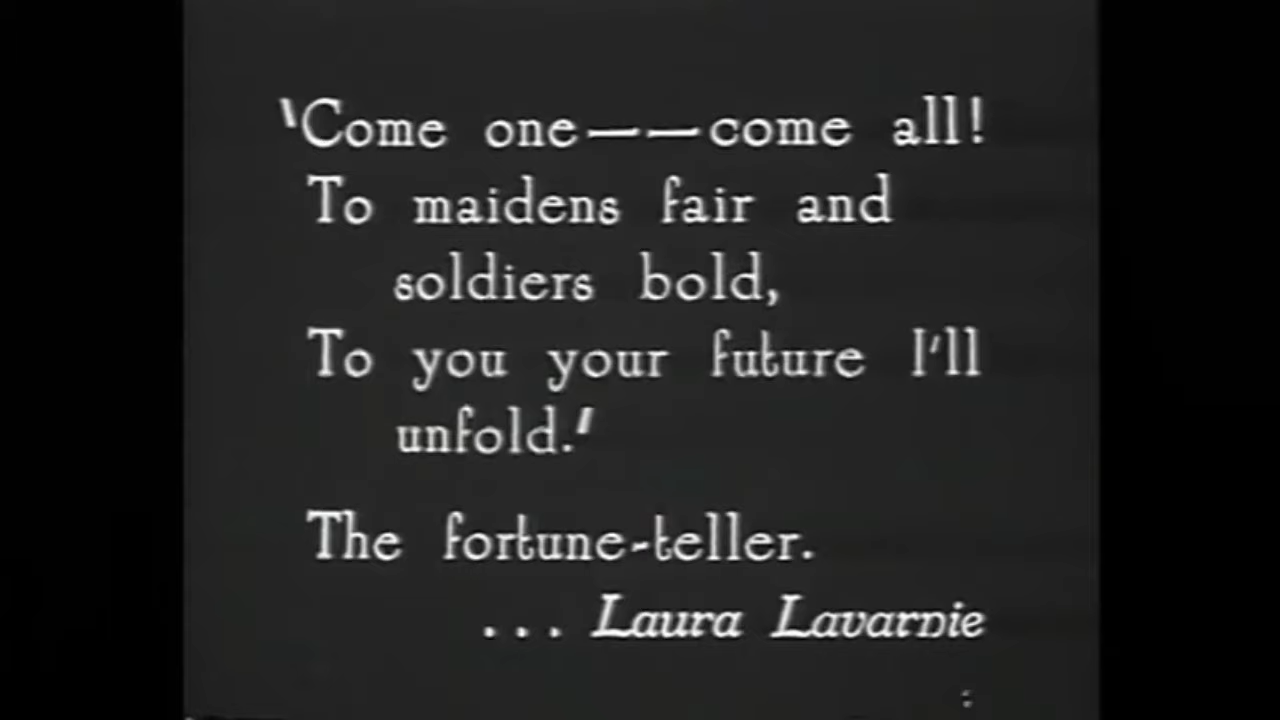 'Come one——come all!
To maidens fair and
soldiers bold,
To you your future I'll
unfold.'
The fortune-teller.
... Laura Lavarnie